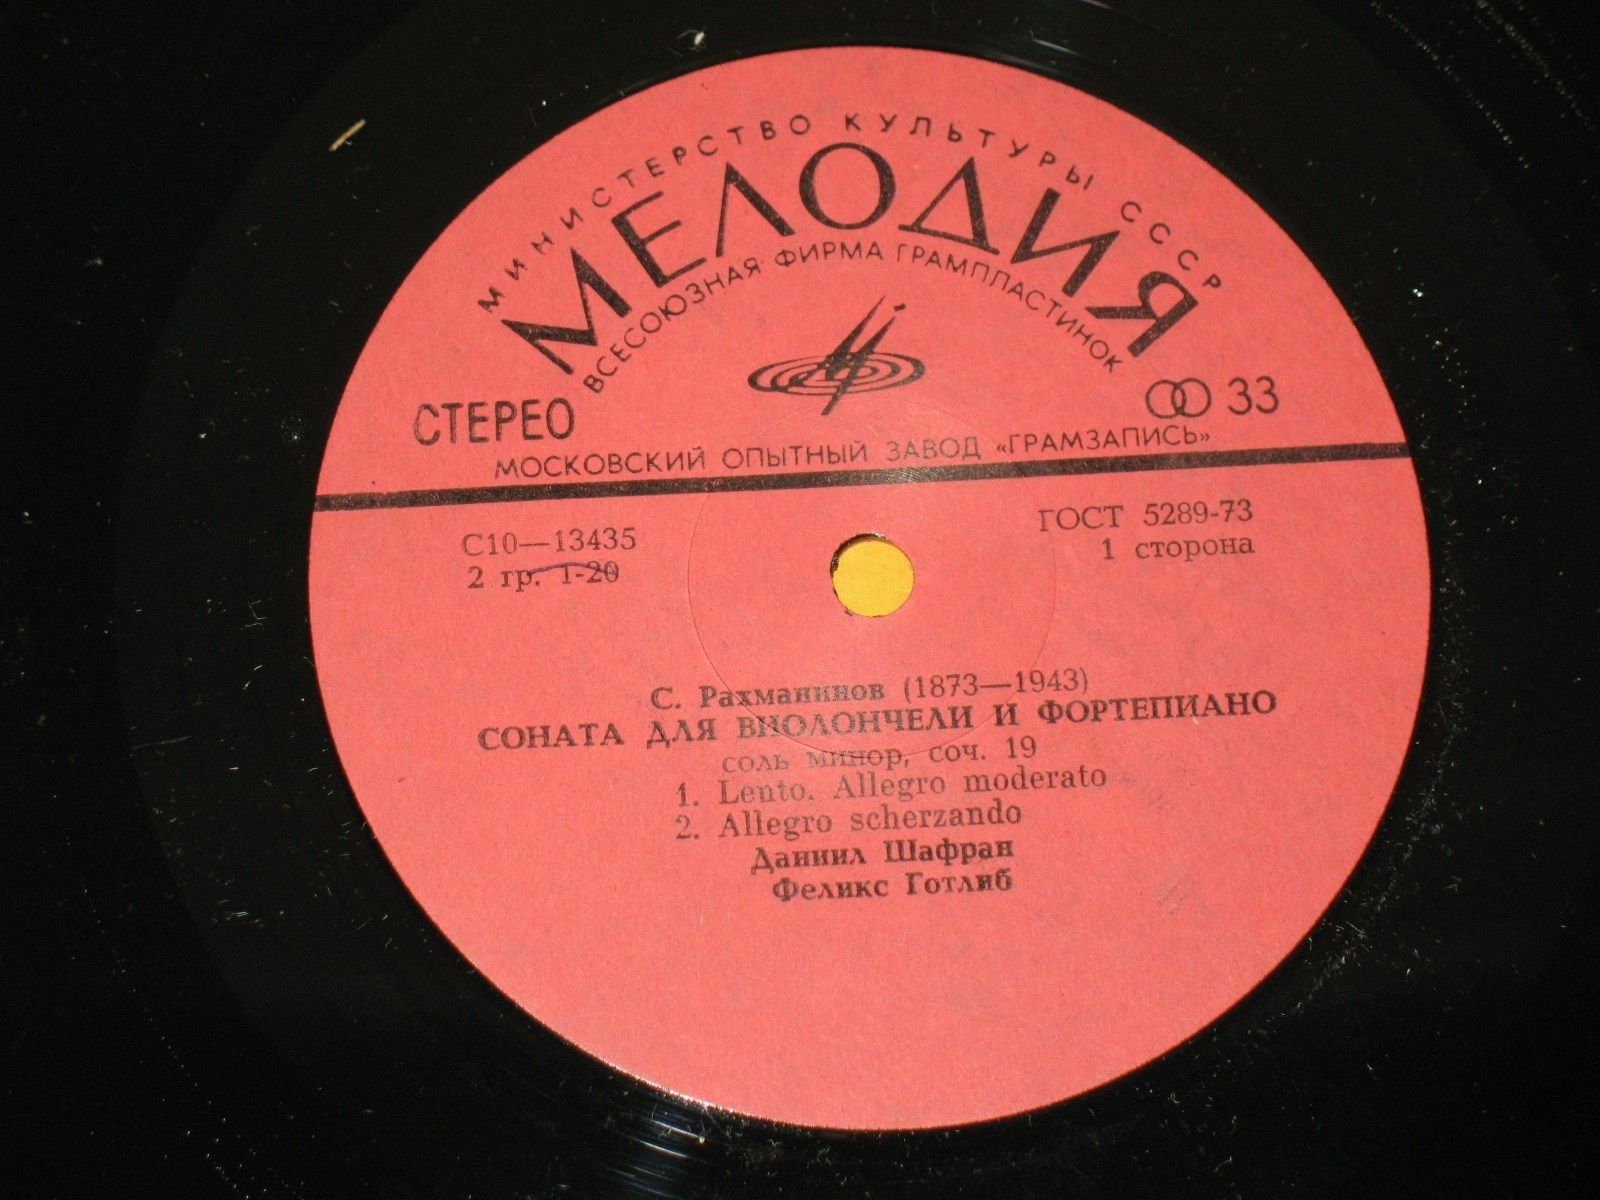 МИНИСТЕРСТВО КУЛЬТУРЫ СССР
МЕЛОДИЯ
ВСЕСОЮЗНАЯ ФИРМА ГРАМПЛАСТИНОК
СТЕРЕО
33
МОСКОВСКИЙ ОПЫТНЫЙ ЗАВОД «ГРАМЗАПИСЬ»
С10—13435
ГОСТ 5289-73
2 гр. 1-20
1 сторона
С. Рахманинов (1873—1943)
СОНАТА ДЛЯ ВИОЛОНЧЕЛИ И ФОРТЕПИАНО
соль минор, соч. 19
1. Lento. Allegro moderato
2. Allegro scherzando
Даниил Шафран
Феликс Готлиб